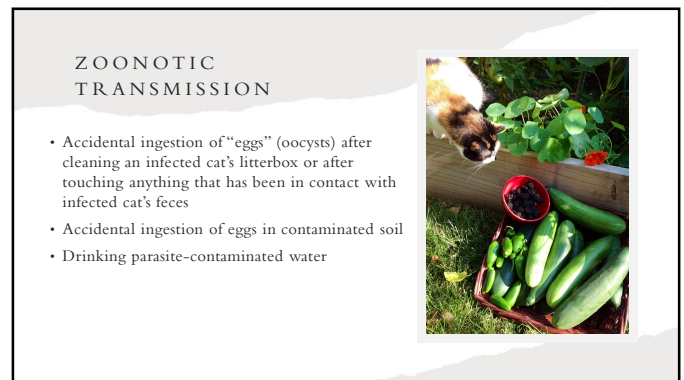 ZOONOTIC
TRANSMISSION
• Accidental ingestion of “eggs” (oocysts) after
cleaning an infected cat’s litterbox or after
touching anything that has been in contact with
infected cat’s feces
• Accidental ingestion of eggs in contaminated soil
• Drinking parasite-contaminated water